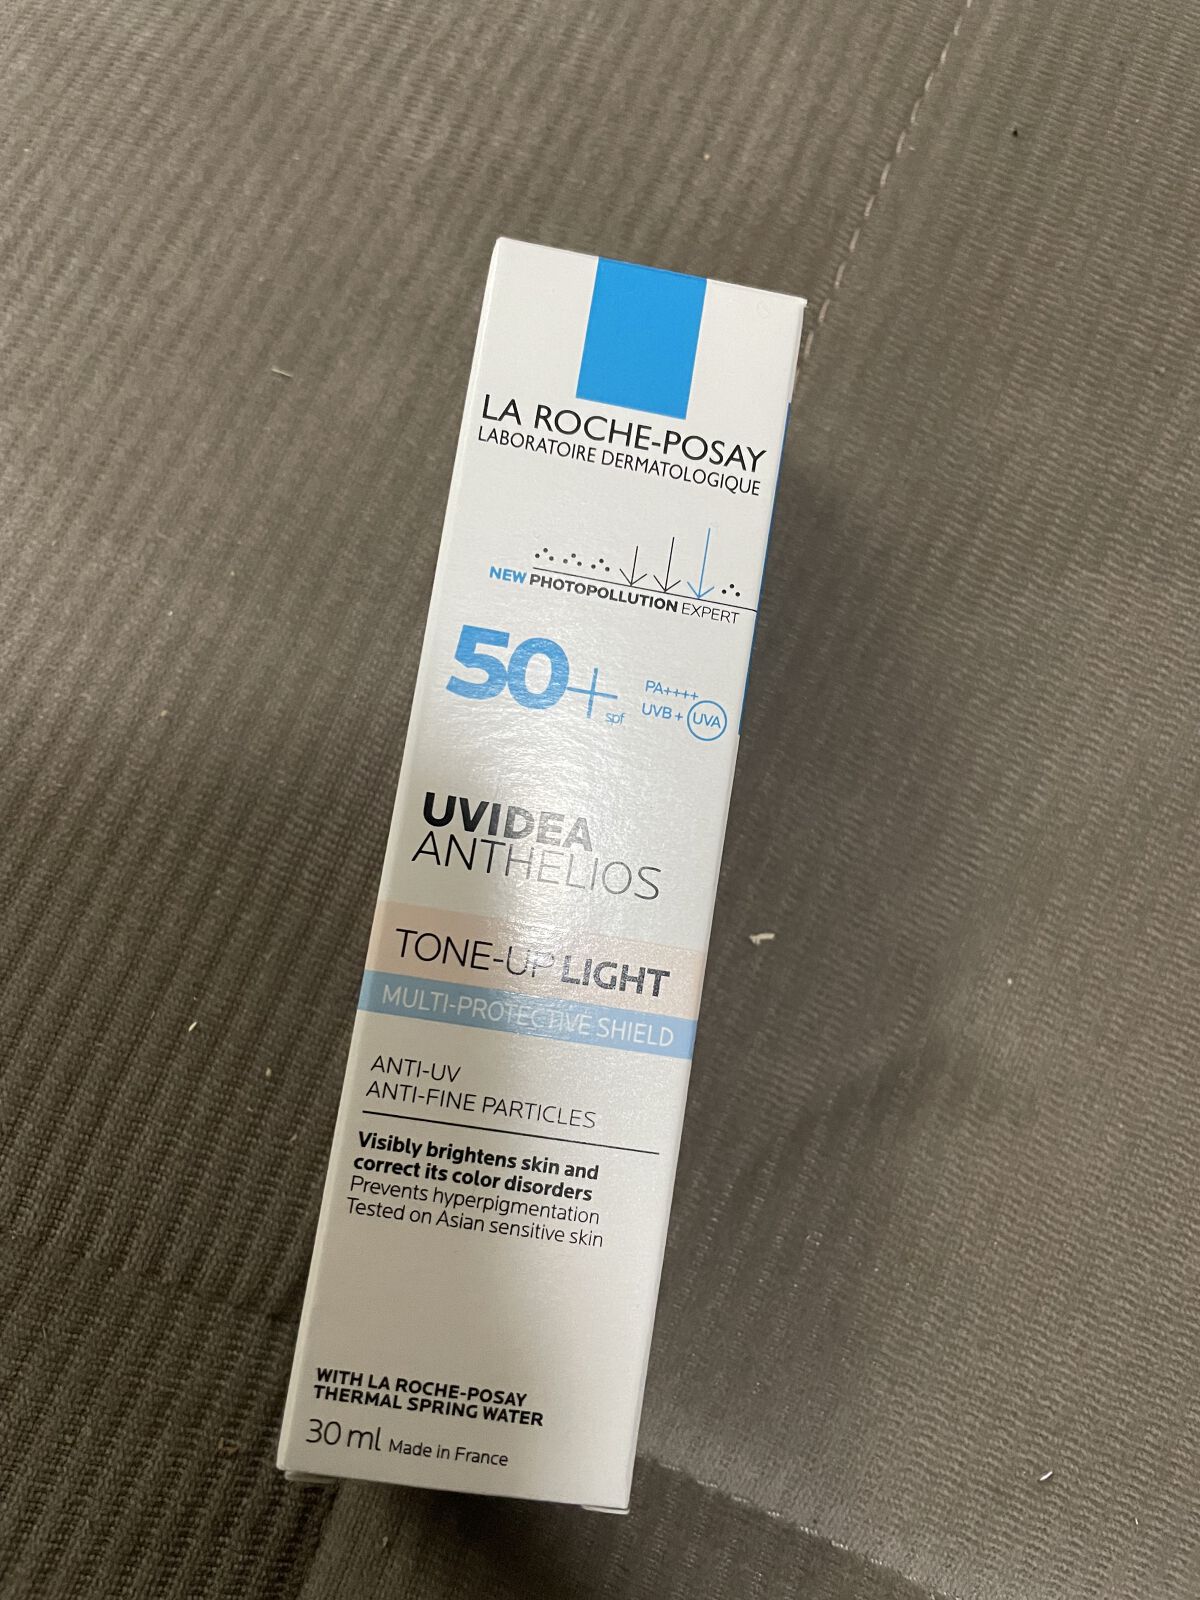 LA ROCHE-POSAY
LABORATOIRE DERMATOLOGIQUE
NEW PHOTOPOLLUTION EXPERT
50+ spf
PA++++
UVB + UVA
UVIDEA
ANTHELIOS
TONE-UP LIGHT
MULTI-PROTECTIVE SHIELD
ANTI-UV
ANTI-FINE PARTICLES
Visibly brightens skin and
correct its color disorders
Prevents hyperpigmentation
Tested on Asian sensitive skin
WITH LA ROCHE-POSAY
THERMAL SPRING WATER
30 ml Made in France